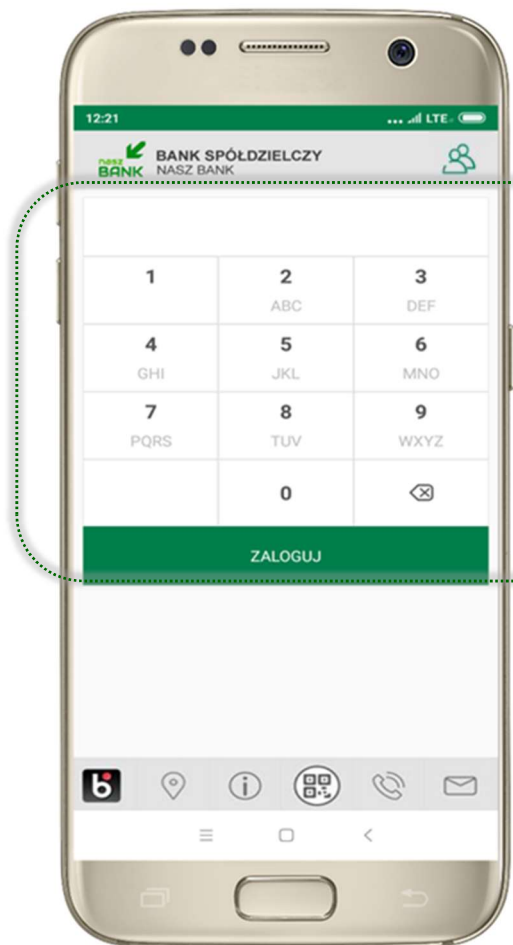 12:21
LTE
nasz BANK
BANK SPÓŁDZIELCZY
NASZ BANK
1 2 3
ABC DEF
4 5 6
GHI JKL MNO
7 8 9
PQRS TUV WXYZ
0
ZALOGUJ